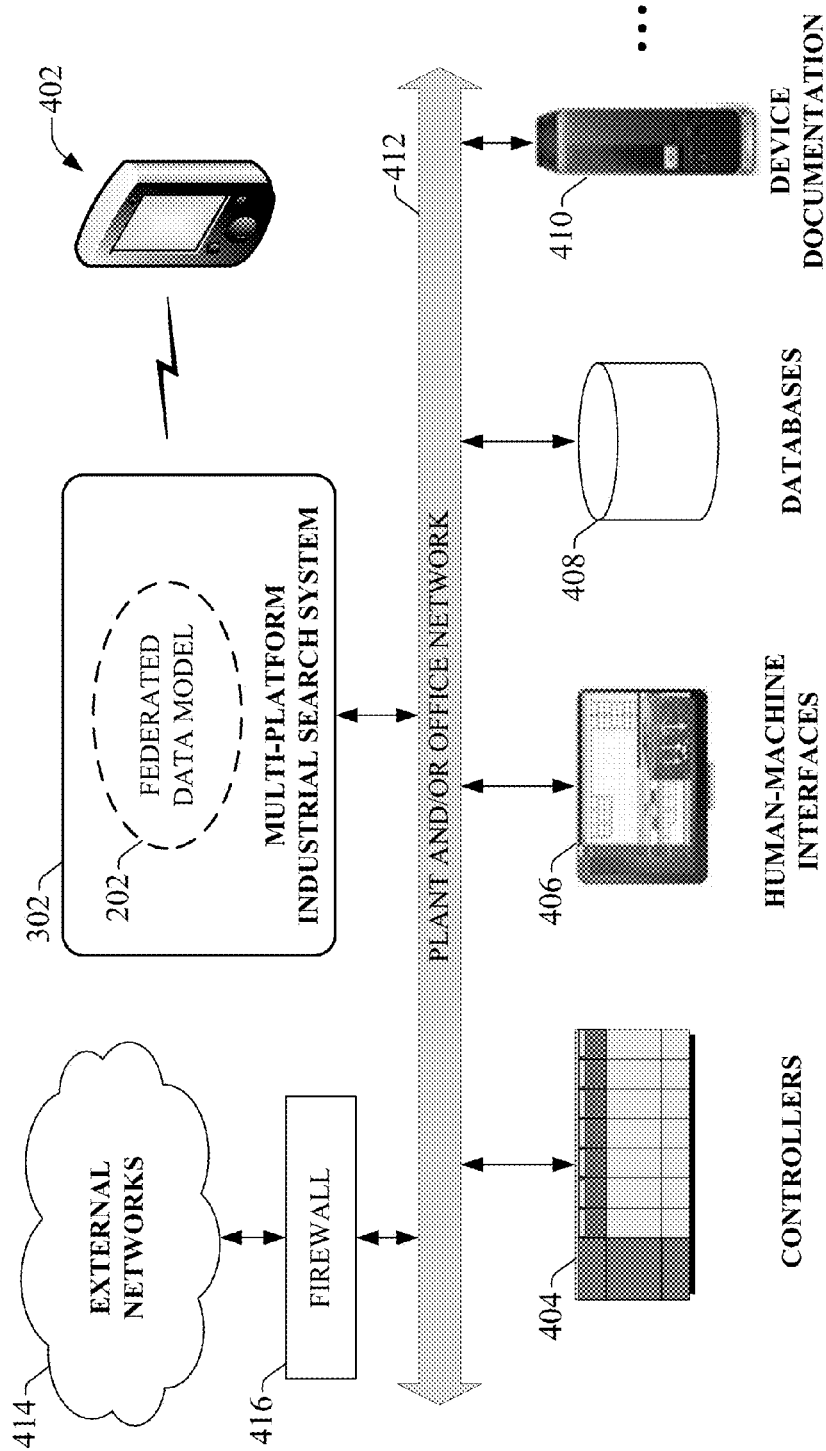 414
EXTERNAL
NETWORKS
416
FIREWALL
302
202
FEDERATED
DATA MODEL
MULTI-PLATFORM
INDUSTRIAL SEARCH SYSTEM
402
412
PLANT AND/OR OFFICE NETWORK
404
CONTROLLERS
406
HUMAN-MACHINE
INTERFACES
408
DATABASES
410
DEVICE
DOCUMENTATION